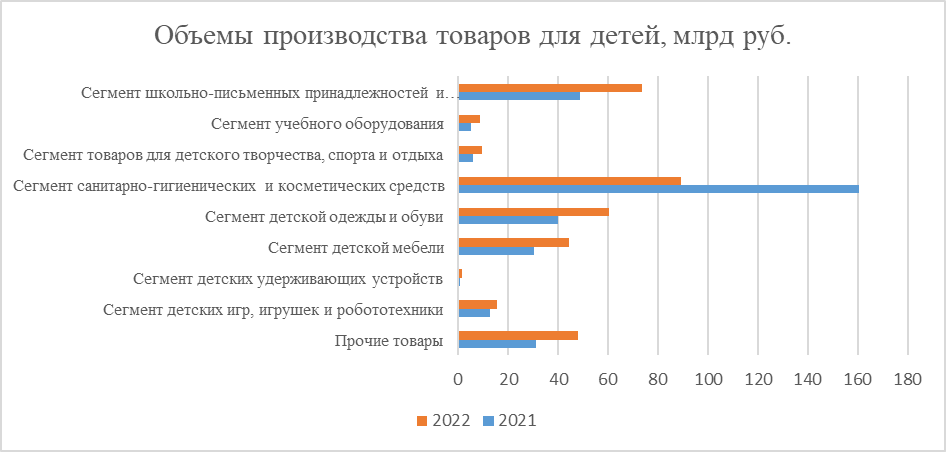 Объемы производства товаров для детей, млрд руб.
Сегмент школьно-письменных принадлежностей и…
Сегмент учебного оборудования
Сегмент товаров для детского творчества, спорта и отдыха
Сегмент санитарно-гигиенических и косметических средств
Сегмент детской одежды и обуви
Сегмент детской мебели
Сегмент детских удерживающих устройств
Сегмент детских игр, игрушек и робототехники
Прочие товары
0 20 40 60 80 100 120 140 160 180
2022 2021